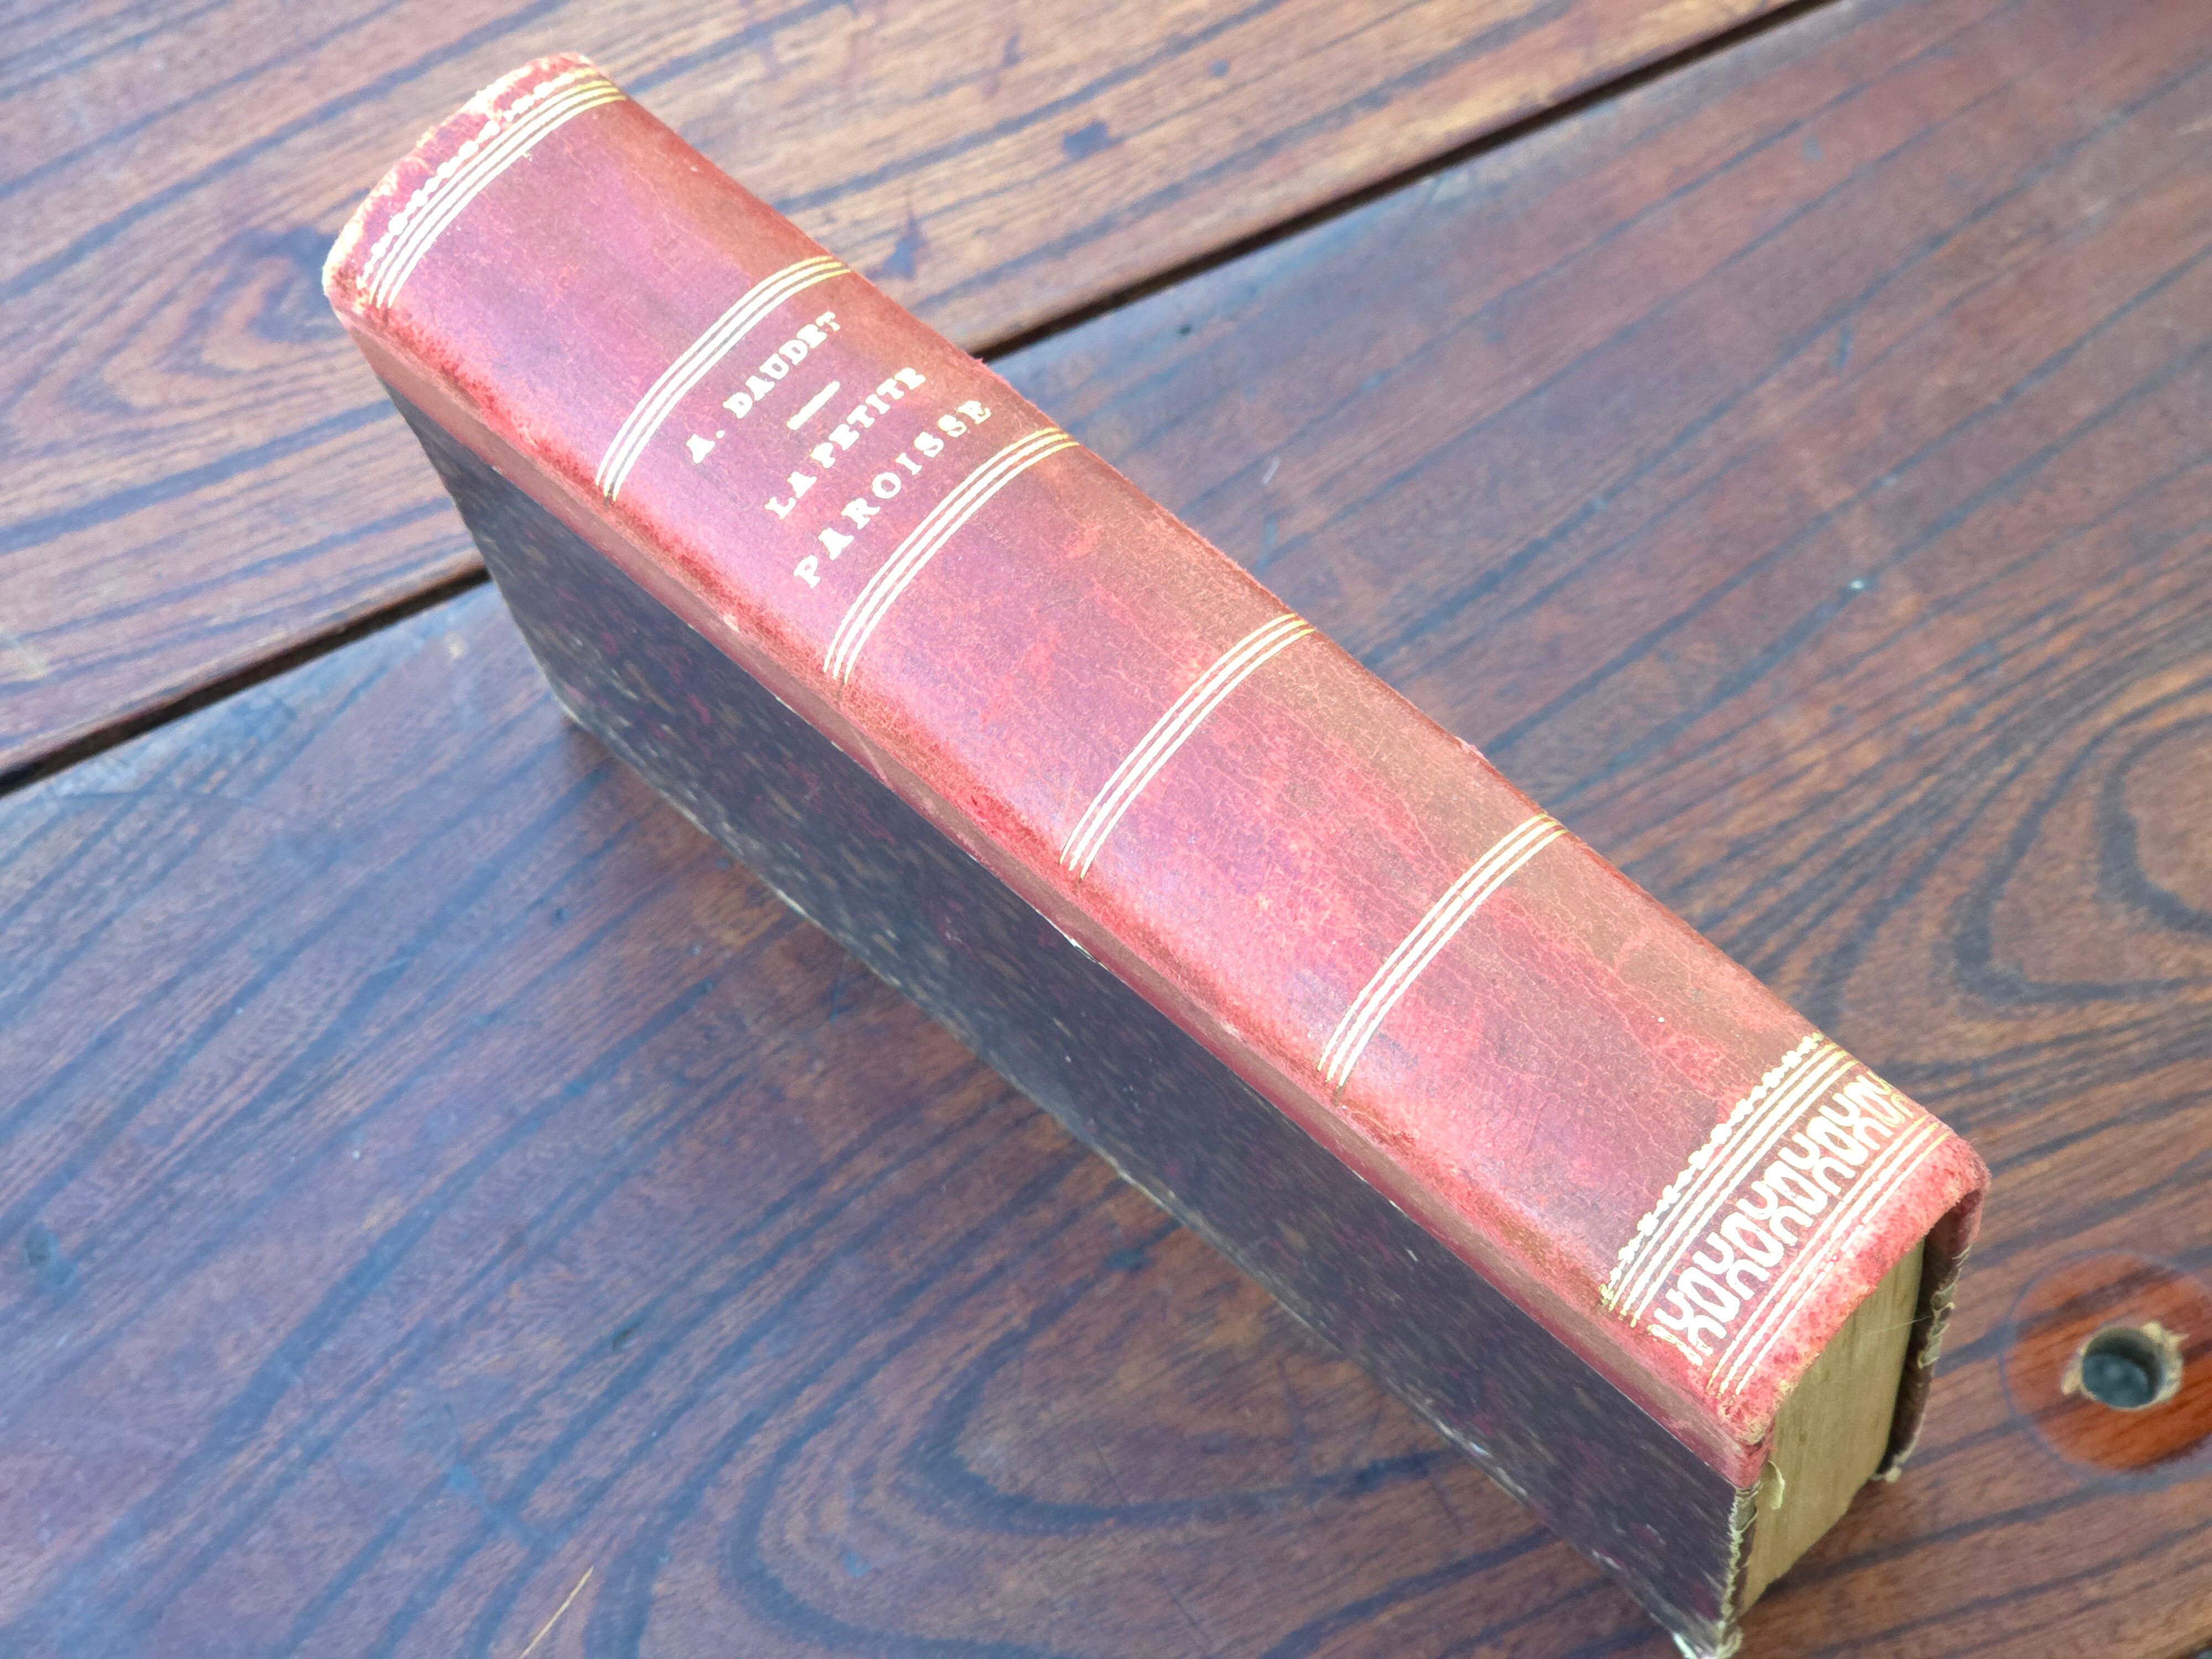 A. DAUDET
LA PETITE
PAROISSE